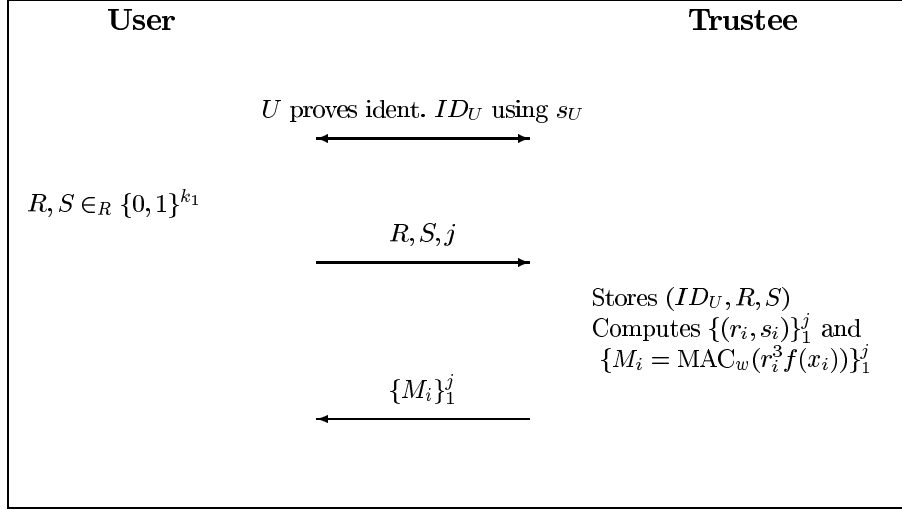 User Trustee
U proves ident. ID_U using s_U
R, S ∈_R {0, 1}^{k_1}
R, S, j
Stores (ID_U, R, S)
Computes {(r_i, s_i)}_1^j and
{M_i = MAC_w(r_i^3 f(x_i))}_1^j
{M_i}_1^j